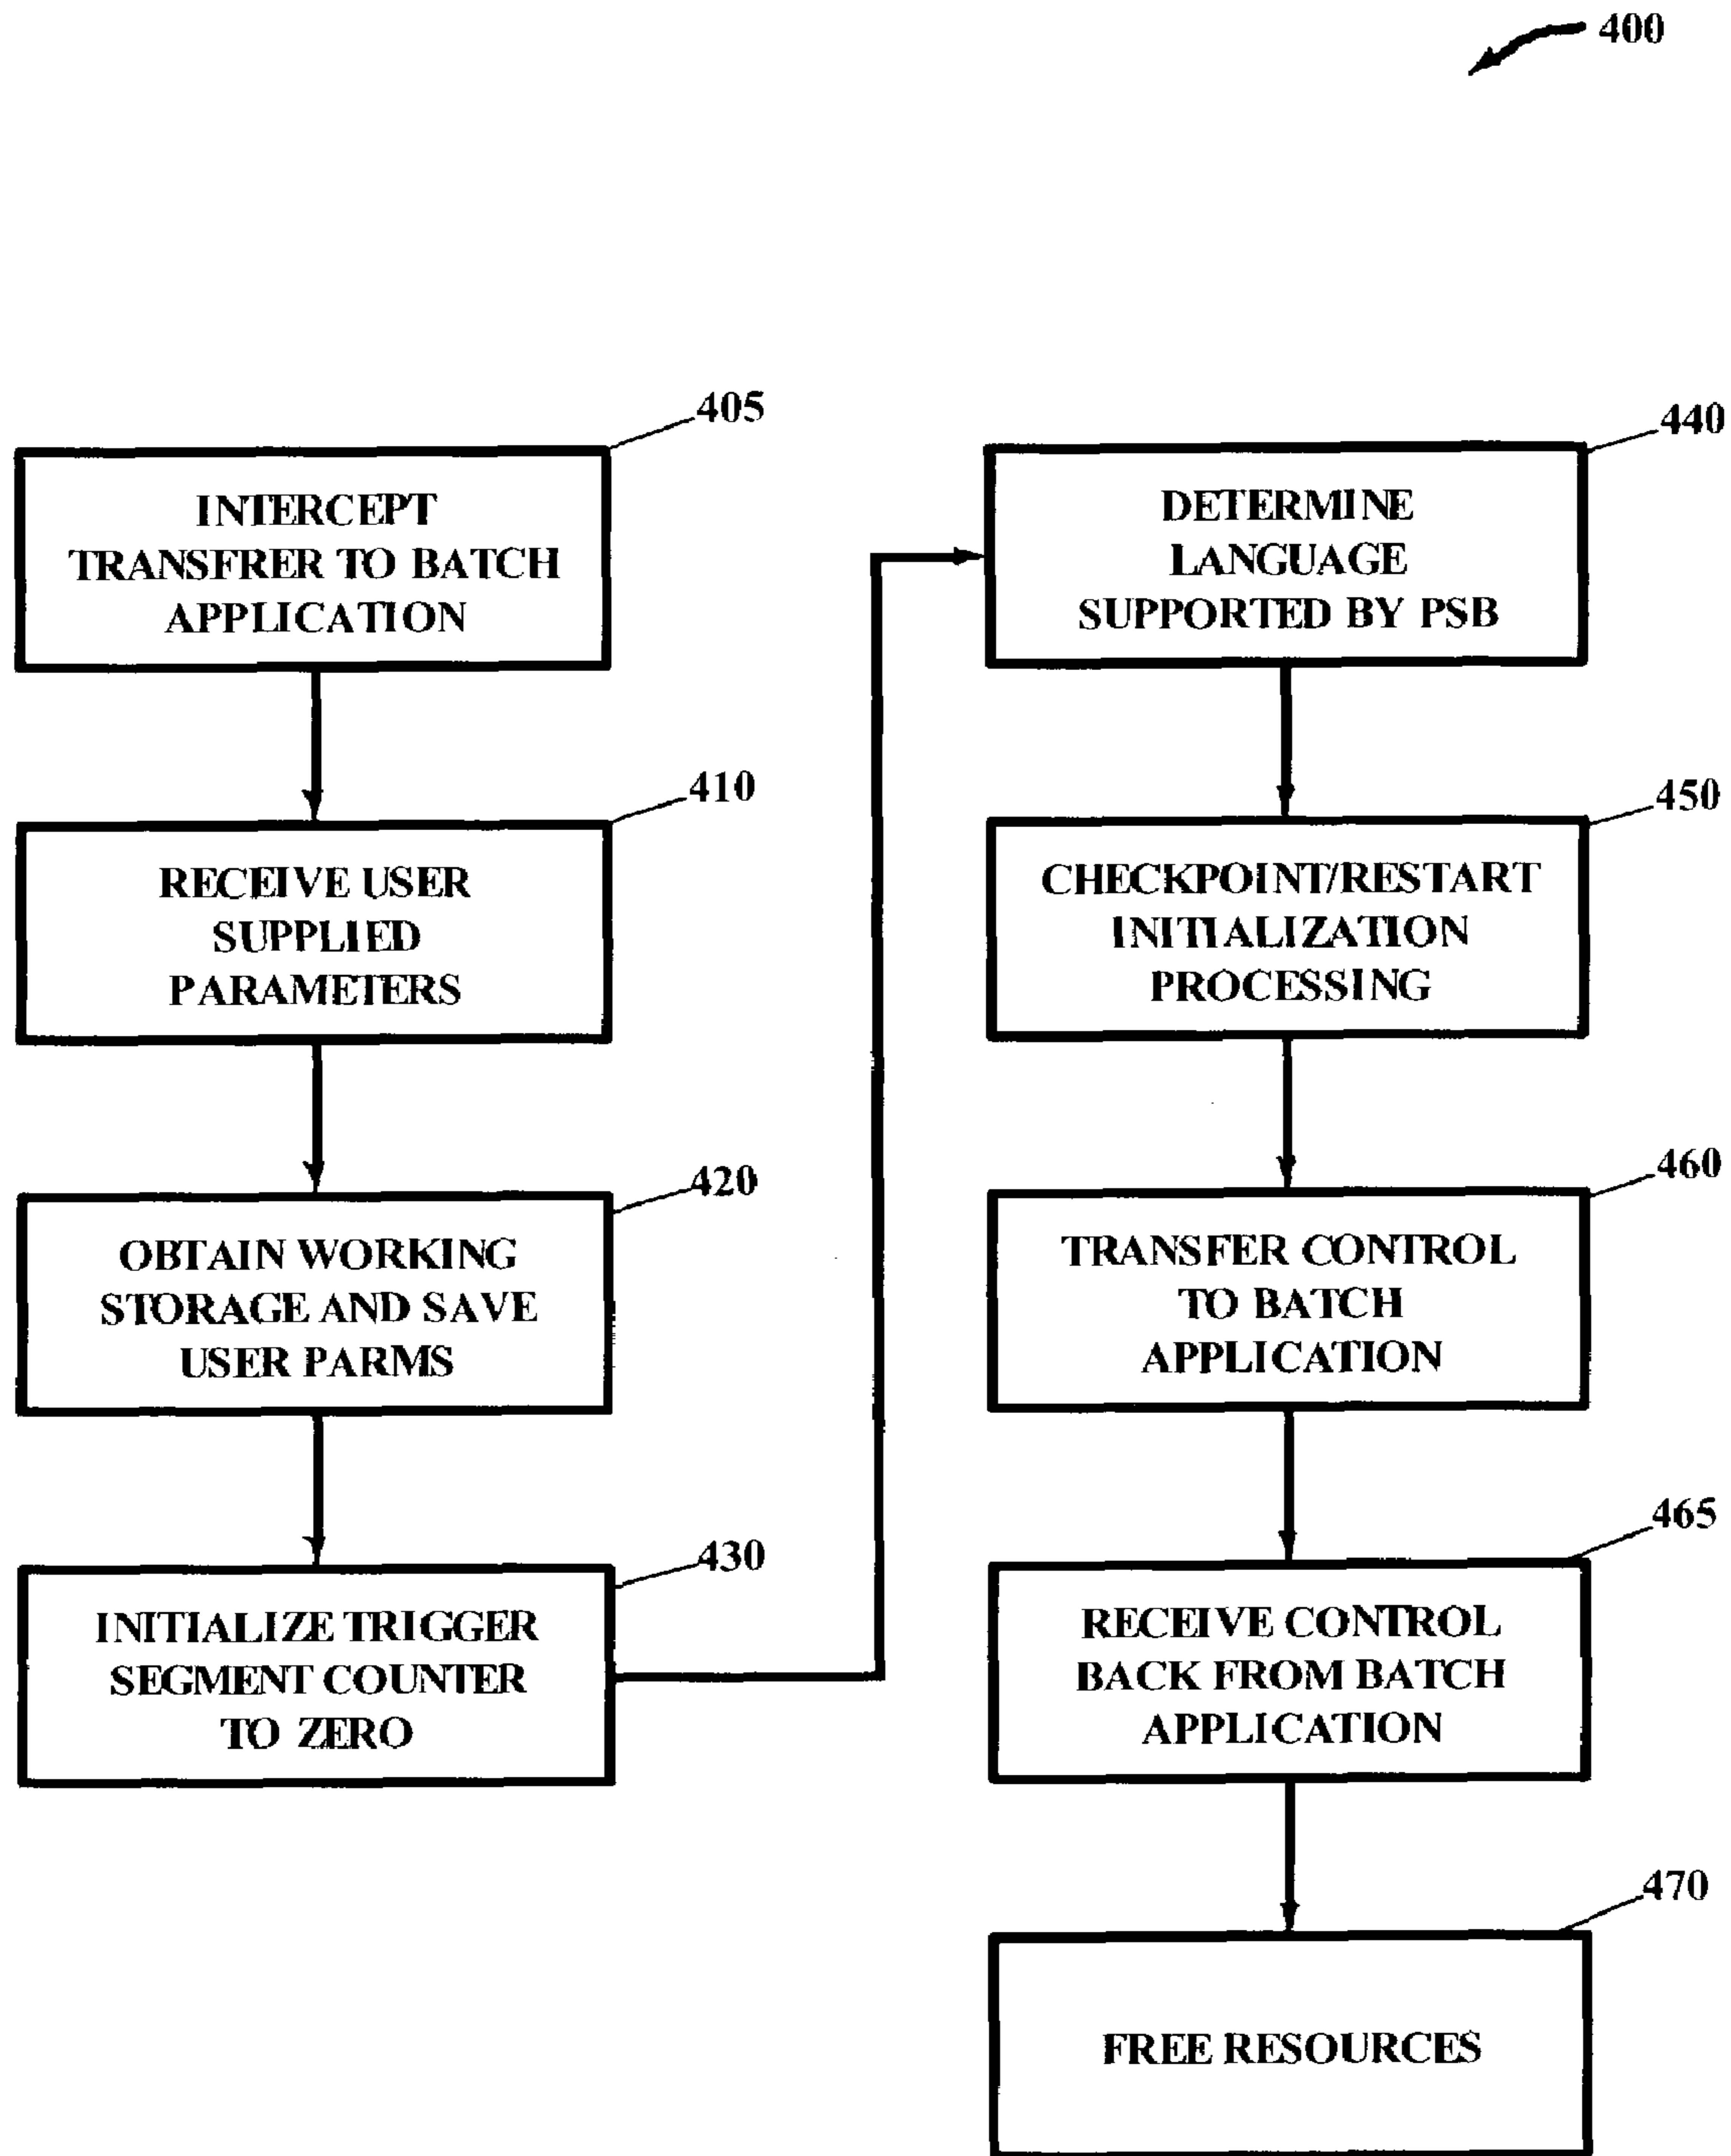 400
405
INTERCEPT
TRANSFRER TO BATCH
APPLICATION
410
RECEIVE USER
SUPPLIED
PARAMETERS
420
OBTAIN WORKING
STORAGE AND SAVE
USER PARMS
430
INITIALIZE TRIGGER
SEGMENT COUNTER
TO ZERO
440
DETERMINE
LANGUAGE
SUPPORTED BY PSB
450
CHECKPOINT/RESTART
INITIALIZATION
PROCESSING
460
TRANSFER CONTROL
TO BATCH
APPLICATION
465
RECEIVE CONTROL
BACK FROM BATCH
APPLICATION
470
FREE RESOURCES